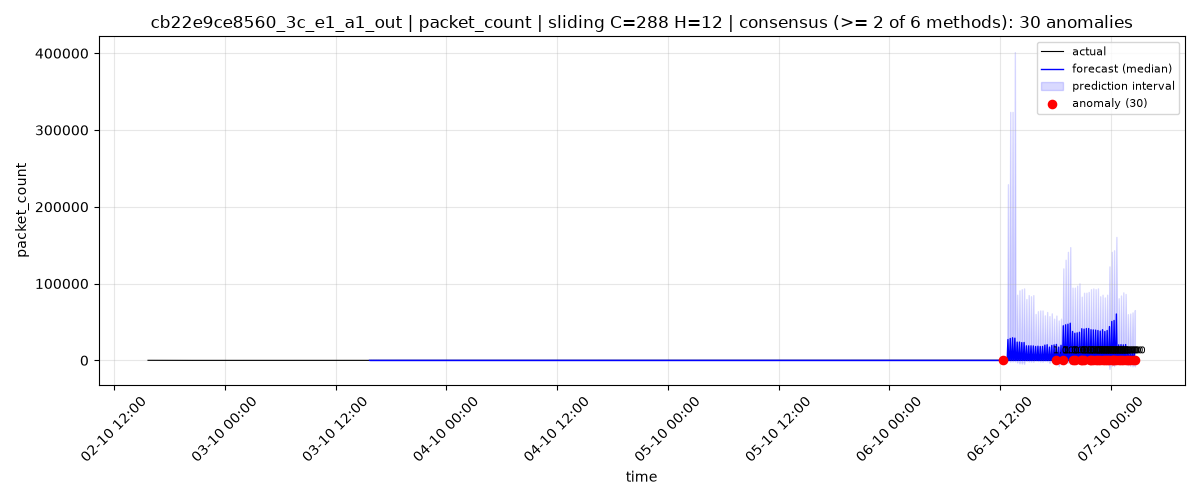 cb22e9ce8560_3c_e1_a1_out | packet_count | sliding C=288 H=12 | consensus (>= 2 of 6 methods): 30 anomalies
actual
forecast (median)
prediction interval
anomaly (30)
400000
300000
200000
100000
0
packet_count
02-10 12:00
03-10 00:00
03-10 12:00
04-10 00:00
04-10 12:00
05-10 00:00
05-10 12:00
06-10 00:00
06-10 12:00
07-10 00:00
time